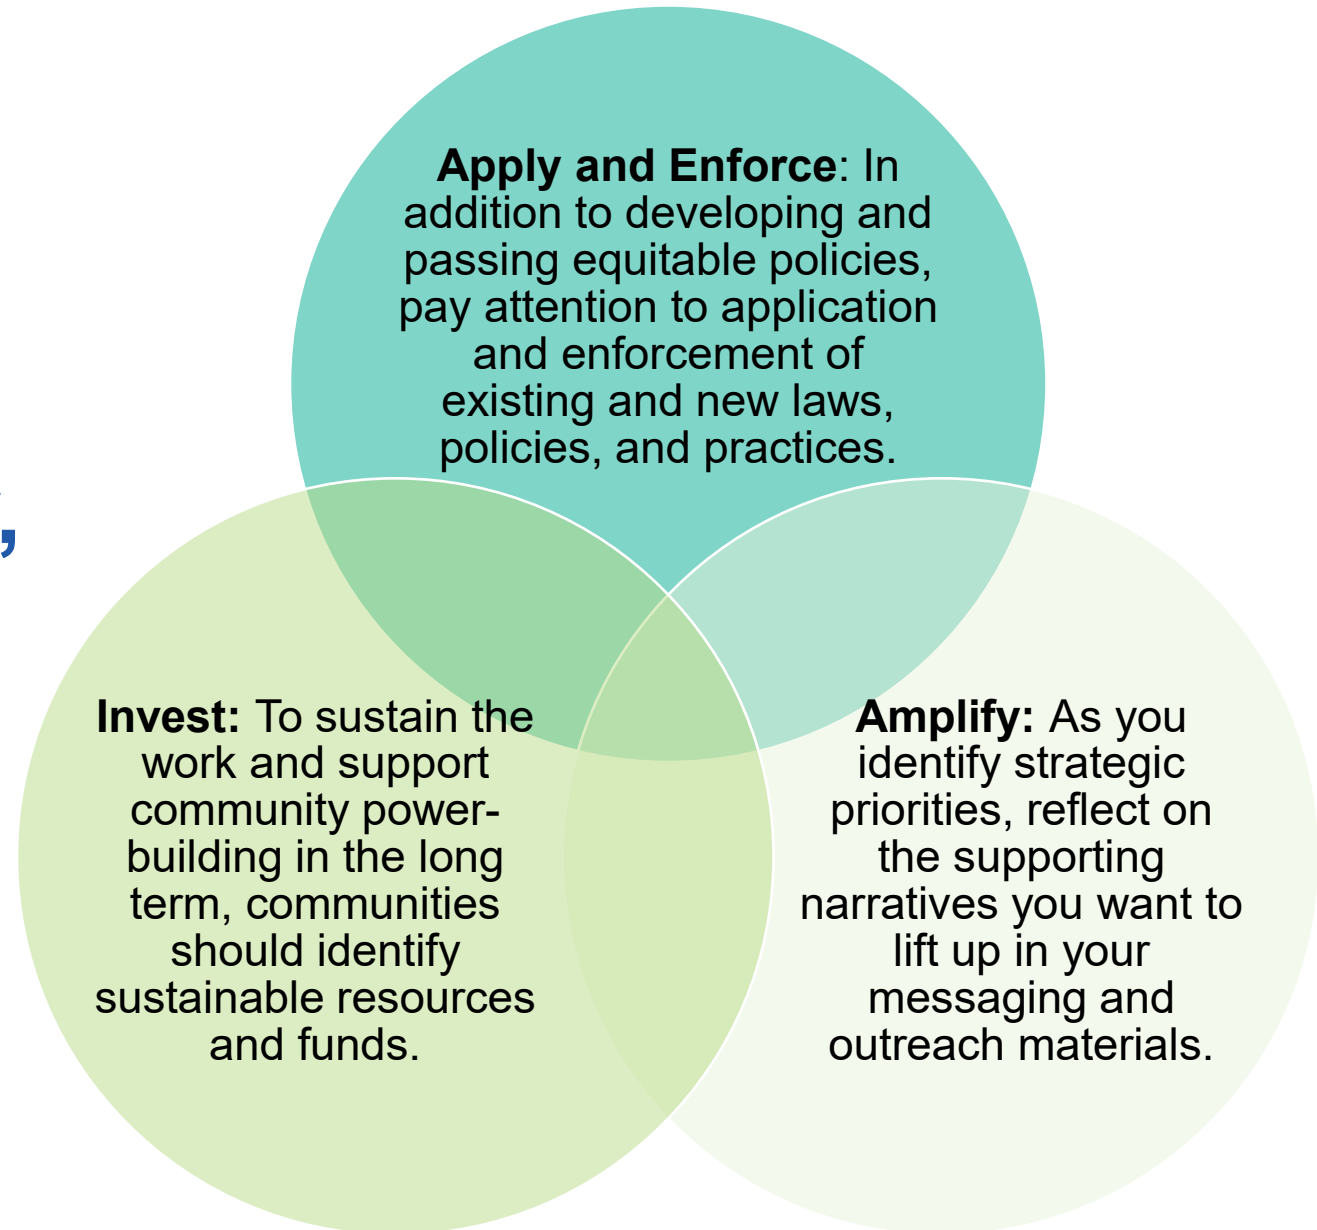 Apply and Enforce: In
addition to developing and
passing equitable policies,
pay attention to application
and enforcement of
existing and new laws,
policies, and practices.
,
Invest: To sustain the
work and support
community power-
building in the long
term, communities
should identify
sustainable resources
and funds.
Amplify: As you
identify strategic
priorities, reflect on
the supporting
narratives you want to
lift up in your
messaging and
outreach materials.